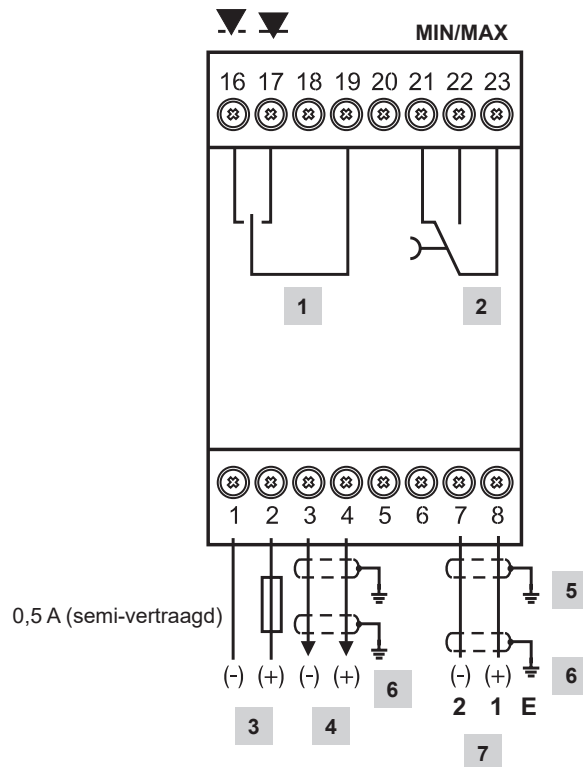 MIN/MAX
16 17 18 19 20 21 22 23
1
2
1 2 3 4 5 6 7 8
5
0,5 A (semi-vertraagd)
(-) (+) (-) (+) 6 (-) (+) 6
2 1 E
3 4
7